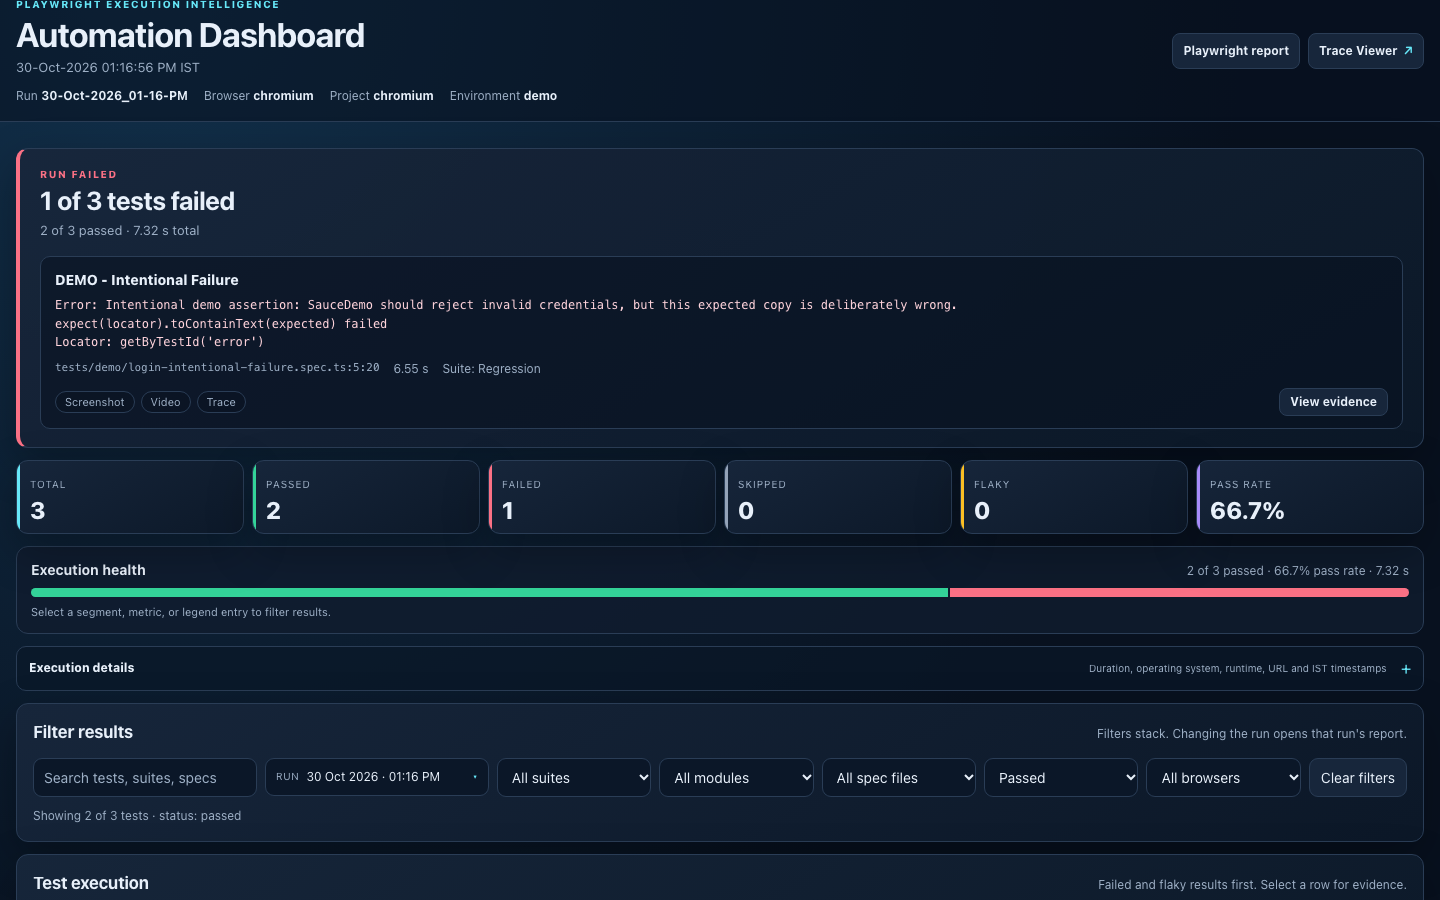 PLAYWRIGHT EXECUTION INTELLIGENCE
Automation Dashboard
30-Oct-2026 01:16:56 PM IST
Run 30-Oct-2026_01-16-PM Browser chromium Project chromium Environment demo
Playwright report
Trace Viewer ↗
RUN FAILED
1 of 3 tests failed
2 of 3 passed · 7.32 s total
DEMO - Intentional Failure
Error: Intentional demo assertion: SauceDemo should reject invalid credentials, but this expected copy is deliberately wrong.
expect(locator).toContainText(expected) failed
Locator: getByTestId('error')
tests/demo/login-intentional-failure.spec.ts:5:20 6.55 s Suite: Regression
Screenshot Video Trace
View evidence
TOTAL
3
PASSED
2
FAILED
1
SKIPPED
0
FLAKY
0
PASS RATE
66.7%
Execution health
2 of 3 passed · 66.7% pass rate · 7.32 s
Select a segment, metric, or legend entry to filter results.
Execution details
Duration, operating system, runtime, URL and IST timestamps +
Filter results
Filters stack. Changing the run opens that run's report.
Search tests, suites, specs
RUN 30 Oct 2026 · 01:16 PM
All suites
All modules
All spec files
Passed
All browsers
Clear filters
Showing 2 of 3 tests · status: passed
Test execution
Failed and flaky results first. Select a row for evidence.